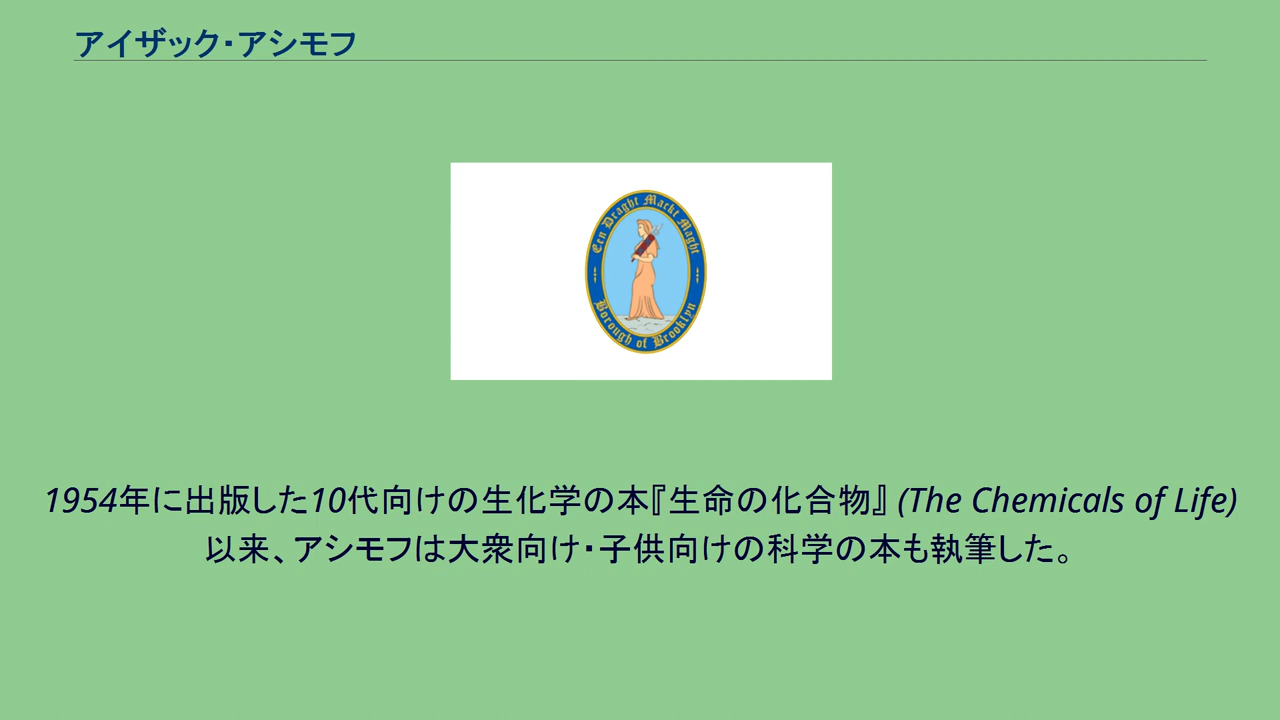 アイザック・アシモフ
Een Draght Mackt Maght
Borough of Brooklyn
1954年に出版した10代向けの生化学の本『生命の化合物』 (The Chemicals of Life)
以来、アシモフは大衆向け・子供向けの科学の本も執筆した。